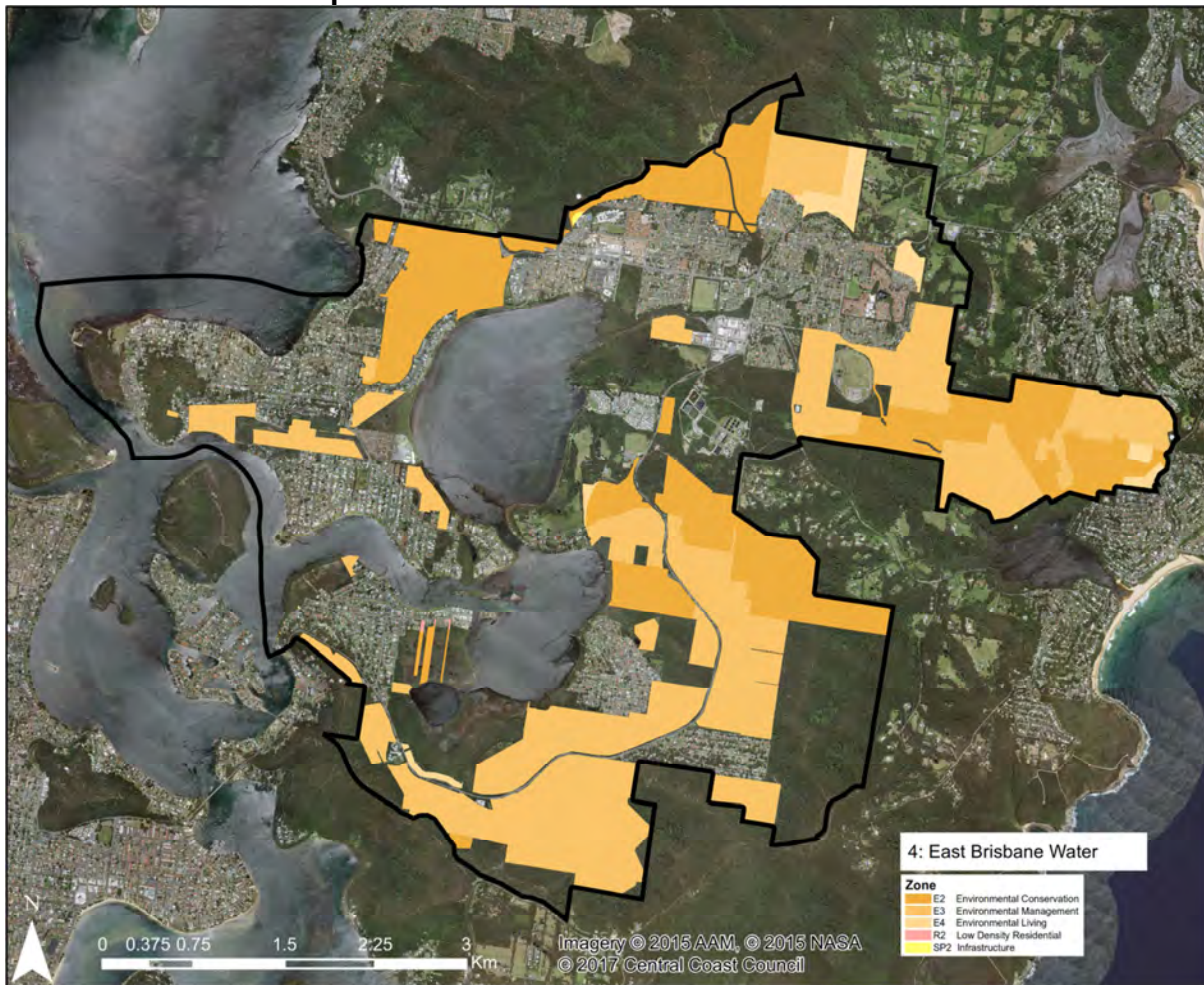 4: East Brisbane Water
Zone
E2 Environmental Conservation
E3 Environmental Management
E4 Environmental Living
R2 Low Density Residential
SP2 Infrastructure
N
0 0.375 0.75 1.5 2.25 3
Km
Imagery © 2015 AAM, © 2015 NASA
© 2017 Central Coast Council